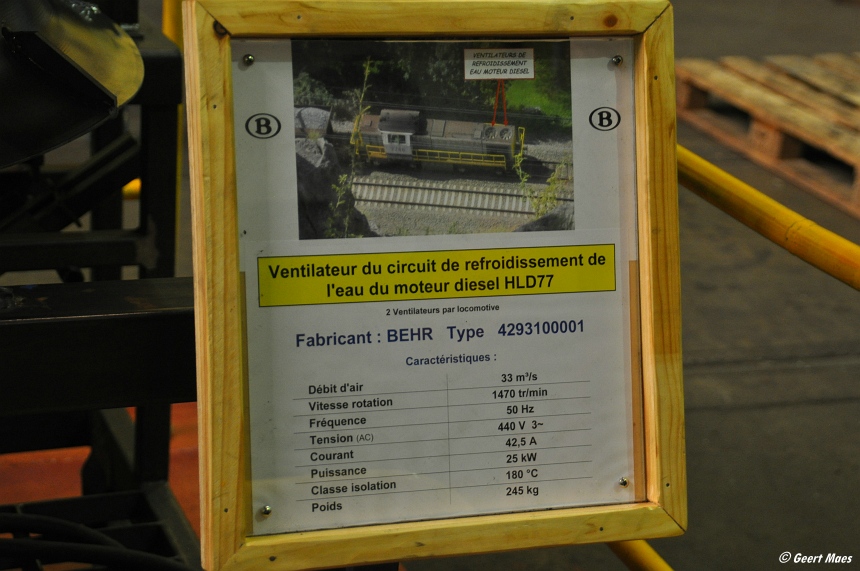 VENTILATEURS DE
REFROIDISSEMENT
EAU MOTEUR DIESEL
B
B
Ventilateur du circuit de refroidissement de
l'eau du moteur diesel HLD77
2 Ventilateurs par locomotive
Fabricant : BEHR Type 4293100001
Caractéristiques :
Débit d'air 33 m³/s
Vitesse rotation 1470 tr/min
Fréquence 50 Hz
Tension (AC) 440 V 3~
Courant 42,5 A
Puissance 25 kW
Classe isolation 180 °C
Poids 245 kg
© Geert Maes